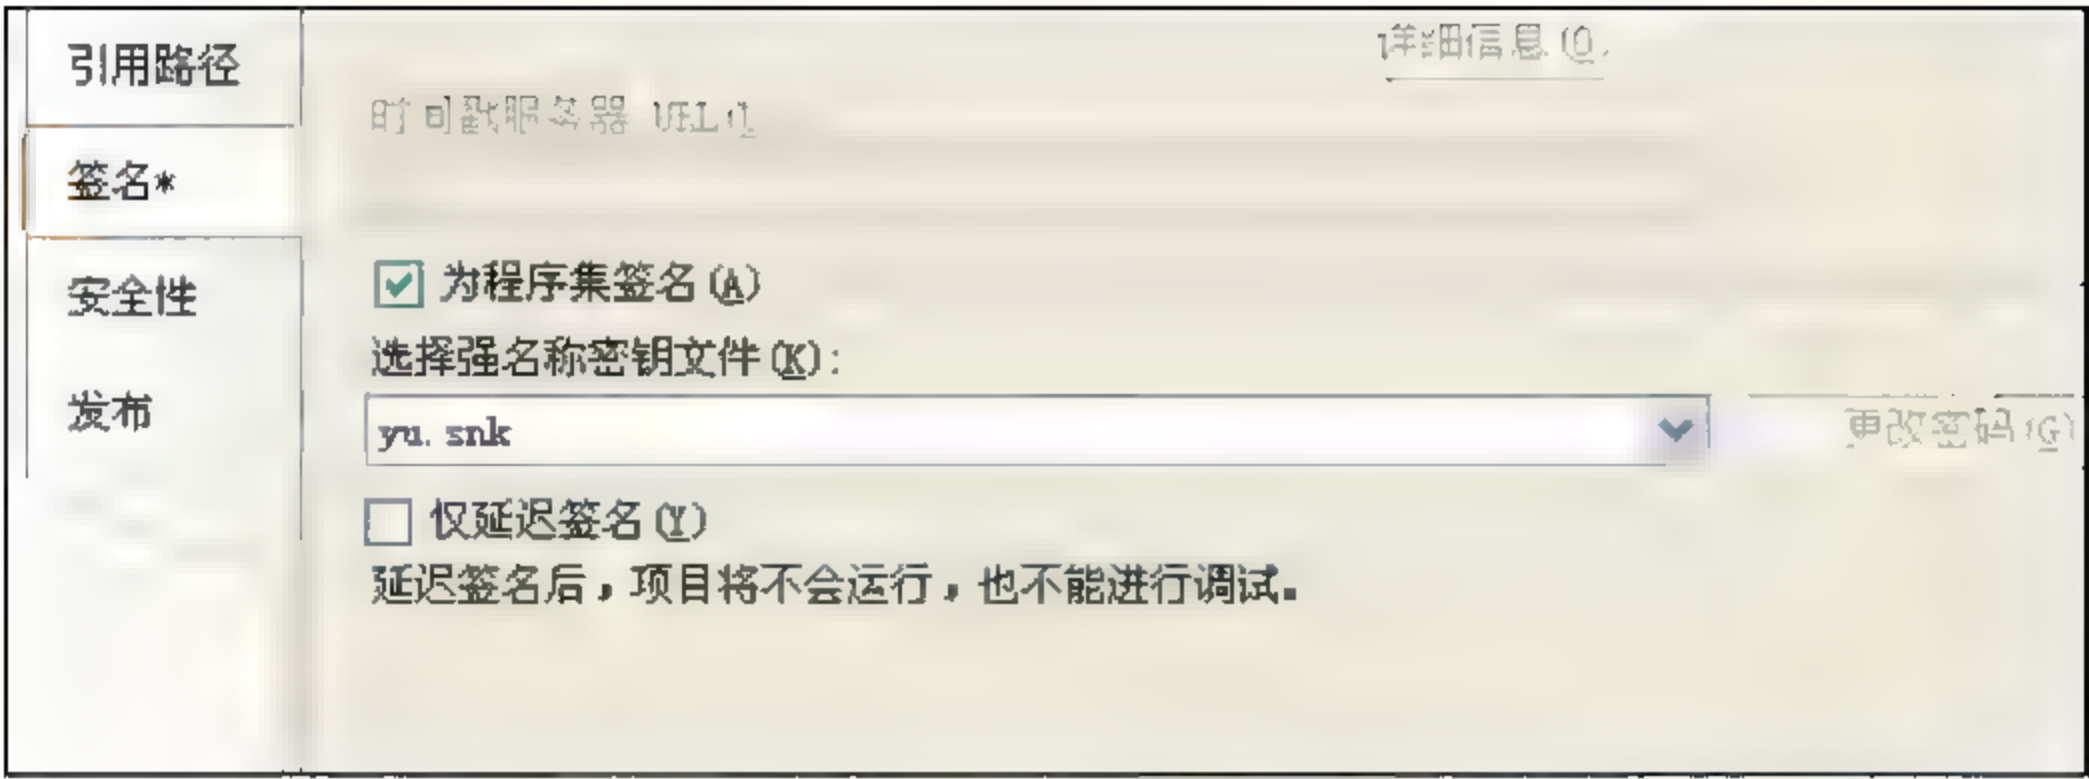 引用路径
签名*
安全性
发布
详细信息(O
时间戳服务器 URL(
为程序集签名(A)
选择强名称密钥文件(K):
yu.snk
更改密码(G)
仅延迟签名(Y)
延迟签名后，项目将不会运行，也不能进行调试。